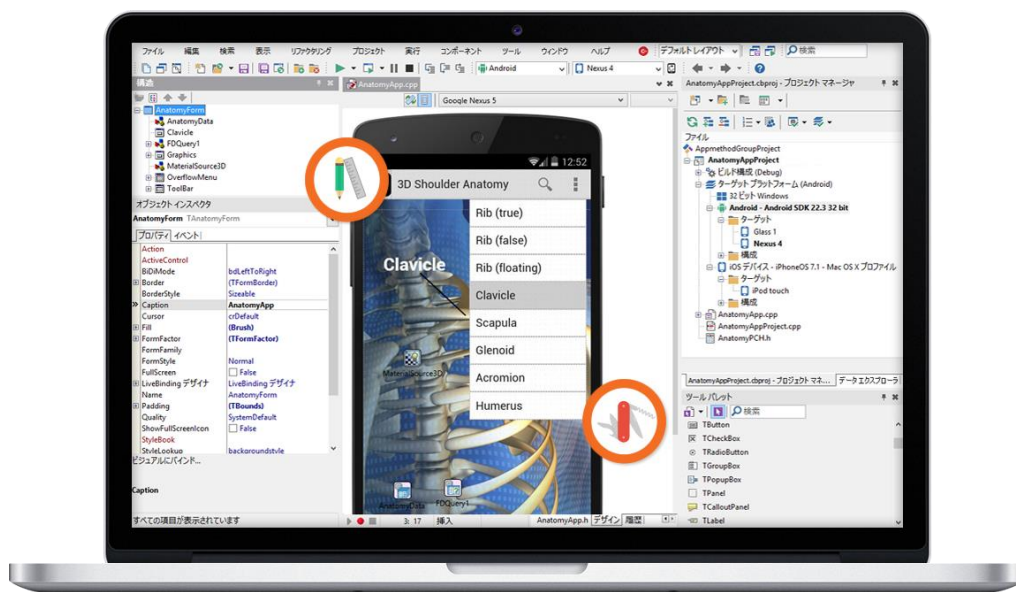 ファイル 編集 検索 表示 リファクタリング プロジェクト 実行 コンポーネント ツール ウィンドウ ヘルプ デフォルトレイアウト 検索
Android Nexus 4
構造
AnatomyForm
AnatomyData
Clavicle
FDQuery1
Graphics
MaterialSource3D
OverflowMenu
ToolBar
オブジェクト インスペクタ
AnatomyForm TAnatomyForm
プロパティ イベント
Action
ActiveControl
BiDiMode bdLeftToRight
Border (TFormBorder)
BorderStyle Sizeable
Caption AnatomyApp
Cursor crDefault
Fill (Brush)
FormFactor (TFormFactor)
FormFamily
FormStyle Normal
FullScreen False
LiveBinding デザイナ LiveBinding デザイナ
Name AnatomyForm
Padding (TBounds)
Quality SystemDefault
ShowFullScreenIcon False
StyleBook
StyleLookup backgroundstyle
ビジュアルにバインド...
Caption
すべての項目が表示されています
AnatomyApp.cpp
Google Nexus 5
12:52
3D Shoulder Anatomy
Clavicle
Rib (true)
Rib (false)
Rib (floating)
Clavicle
Scapula
Glenoid
Acromion
Humerus
MaterialSource3D
AnatomyData FDQuery1
3: 17 挿入 AnatomyApp.h デザイン 履歴
AnatomyAppProject.cbproj - プロジェクト マネージャ
ファイル
AppmethodGroupProject
AnatomyAppProject
ビルド構成 (Debug)
ターゲット プラットフォーム (Android)
32 ビット Windows
Android - Android SDK 22.3 32 bit
ターゲット
Glass 1
Nexus 4
構成
iOS デバイス - iPhoneOS 7.1 - Mac OS X プロファイル
ターゲット
iPod touch
構成
AnatomyApp.cpp
AnatomyAppProject.cpp
AnatomyPCH.h
AnatomyAppProject.cbproj - プロジェクト マネ... データ エクスプローラ
ツール パレット
検索
TButton
TCheckBox
TRadioButton
TGroupBox
TPopupBox
TPanel
TCalloutPanel
TLabel